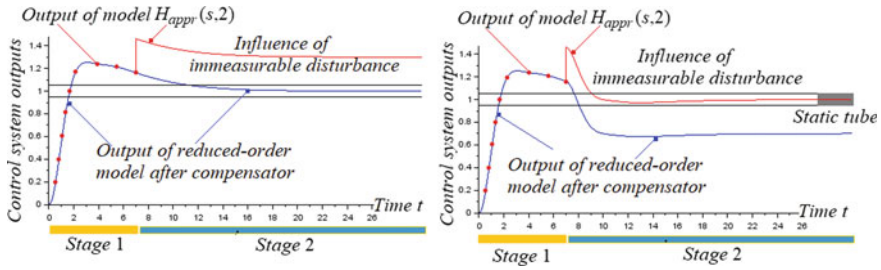 Output of model H_appr(s,2)
Control system outputs
1.4
1.2
1
0.8
0.6
0.4
0.2
0
Influence of
immeasurable disturbance
Output of reduced-order
model after compensator
Time t
0 2 4 6 8 10 12 14 16 18 20 22 24 26
Stage 1
Stage 2
Output of model H_appr(s,2)
Control system outputs
1.4
1.2
1
0.8
0.6
0.4
0.2
0
Influence of
immeasurable disturbance
Static tube
Output of reduced-order
model after compensator
Time t
0 2 4 6 8 10 12 14 16 18 20 22 24 26
Stage 1
Stage 2